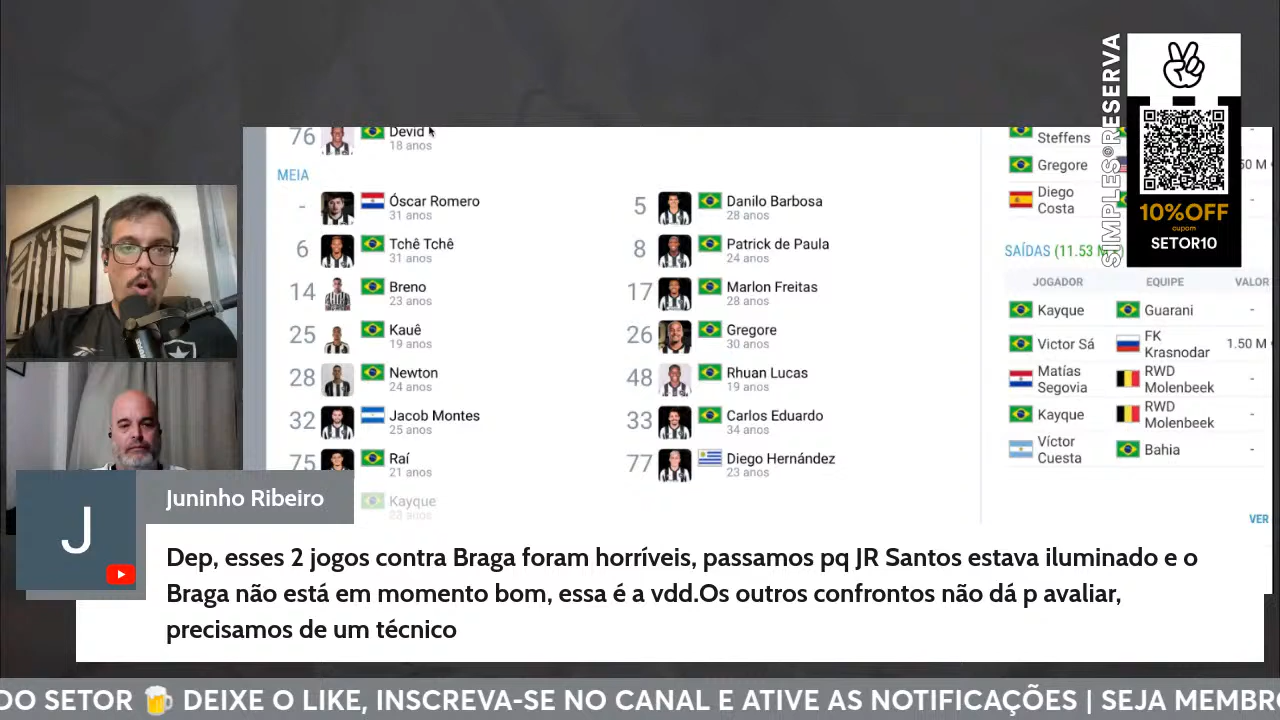 SIMPLES RESERVA
10%OFF
cupom
SETOR10
76 Devid
18 anos
MEIA
- Óscar Romero
31 anos
5 Danilo Barbosa
28 anos
6 Tchê Tchê
31 anos
8 Patrick de Paula
24 anos
14 Breno
23 anos
17 Marlon Freitas
28 anos
25 Kauê
19 anos
26 Gregore
30 anos
28 Newton
24 anos
48 Rhuan Lucas
19 anos
32 Jacob Montes
25 anos
33 Carlos Eduardo
34 anos
75 Raí
21 anos
77 Diego Hernández
23 anos
Kayque
23 anos
Steffens -
Gregore 50 M
Diego
Costa -
SAÍDAS (11.53 M
JOGADOR EQUIPE VALOR
Kayque Guarani -
Victor Sá FK
Krasnodar 1.50 M
Matías
Segovia RWD
Molenbeek -
Kayque RWD
Molenbeek -
Víctor
Cuesta Bahia -
VER
Juninho Ribeiro
J
Dep, esses 2 jogos contra Braga foram horríveis, passamos pq JR Santos estava iluminado e o
Braga não está em momento bom, essa é a vdd.Os outros confrontos não dá p avaliar,
precisamos de um técnico
DO SETOR 🍺 DEIXE O LIKE, INSCREVA-SE NO CANAL E ATIVE AS NOTIFICAÇÕES | SEJA MEMBR